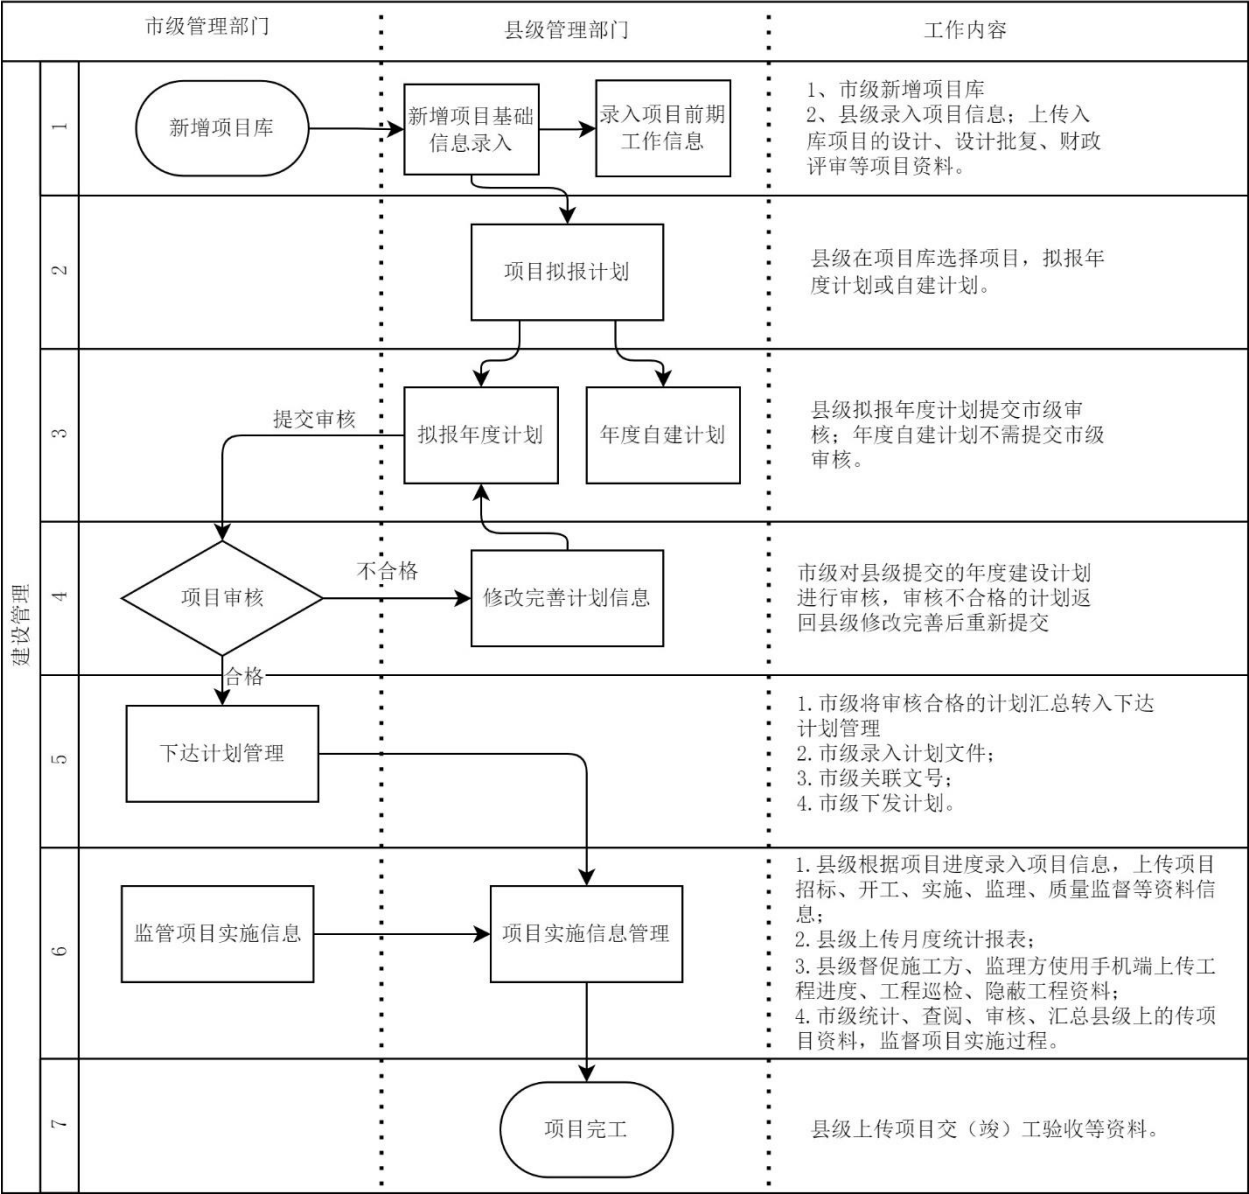 市级管理部门
县级管理部门
工作内容
建设管理
1
新增项目库
新增项目基础
信息录入
录入项目前期
工作信息
1、市级新增项目库
2、县级录入项目信息；上传入
库项目的设计、设计批复、财政
评审等项目资料。
2
项目拟报计划
县级在项目库选择项目，拟报年
度计划或自建计划。
3
提交审核
拟报年度计划
年度自建计划
县级拟报年度计划提交市级审
核；年度自建计划不需提交市级
审核。
4
项目审核
不合格
修改完善计划信息
市级对县级提交的年度建设计划
进行审核，审核不合格的计划返
回县级修改完善后重新提交
合格
5
下达计划管理
1.市级将审核合格的计划汇总转入下达
计划管理
2.市级录入计划文件；
3.市级关联文号；
4.市级下发计划。
6
监管项目实施信息
项目实施信息管理
1.县级根据项目进度录入项目信息，上传项目
招标、开工、实施、监理、质量监督等资料信
息；
2.县级上传月度统计报表；
3.县级督促施工方、监理方使用手机端上传工
程进度、工程巡检、隐蔽工程资料；
4.市级统计、查阅、审核、汇总县级上的传项
目资料，监督项目实施过程。
7
项目完工
县级上传项目交（竣）工验收等资料。